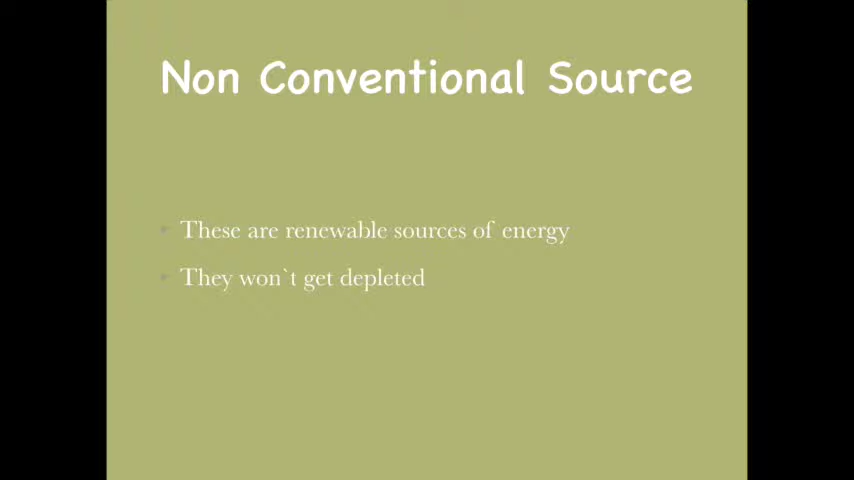 Non Conventional Source
These are renewable sources of energy
They won`t get depleted